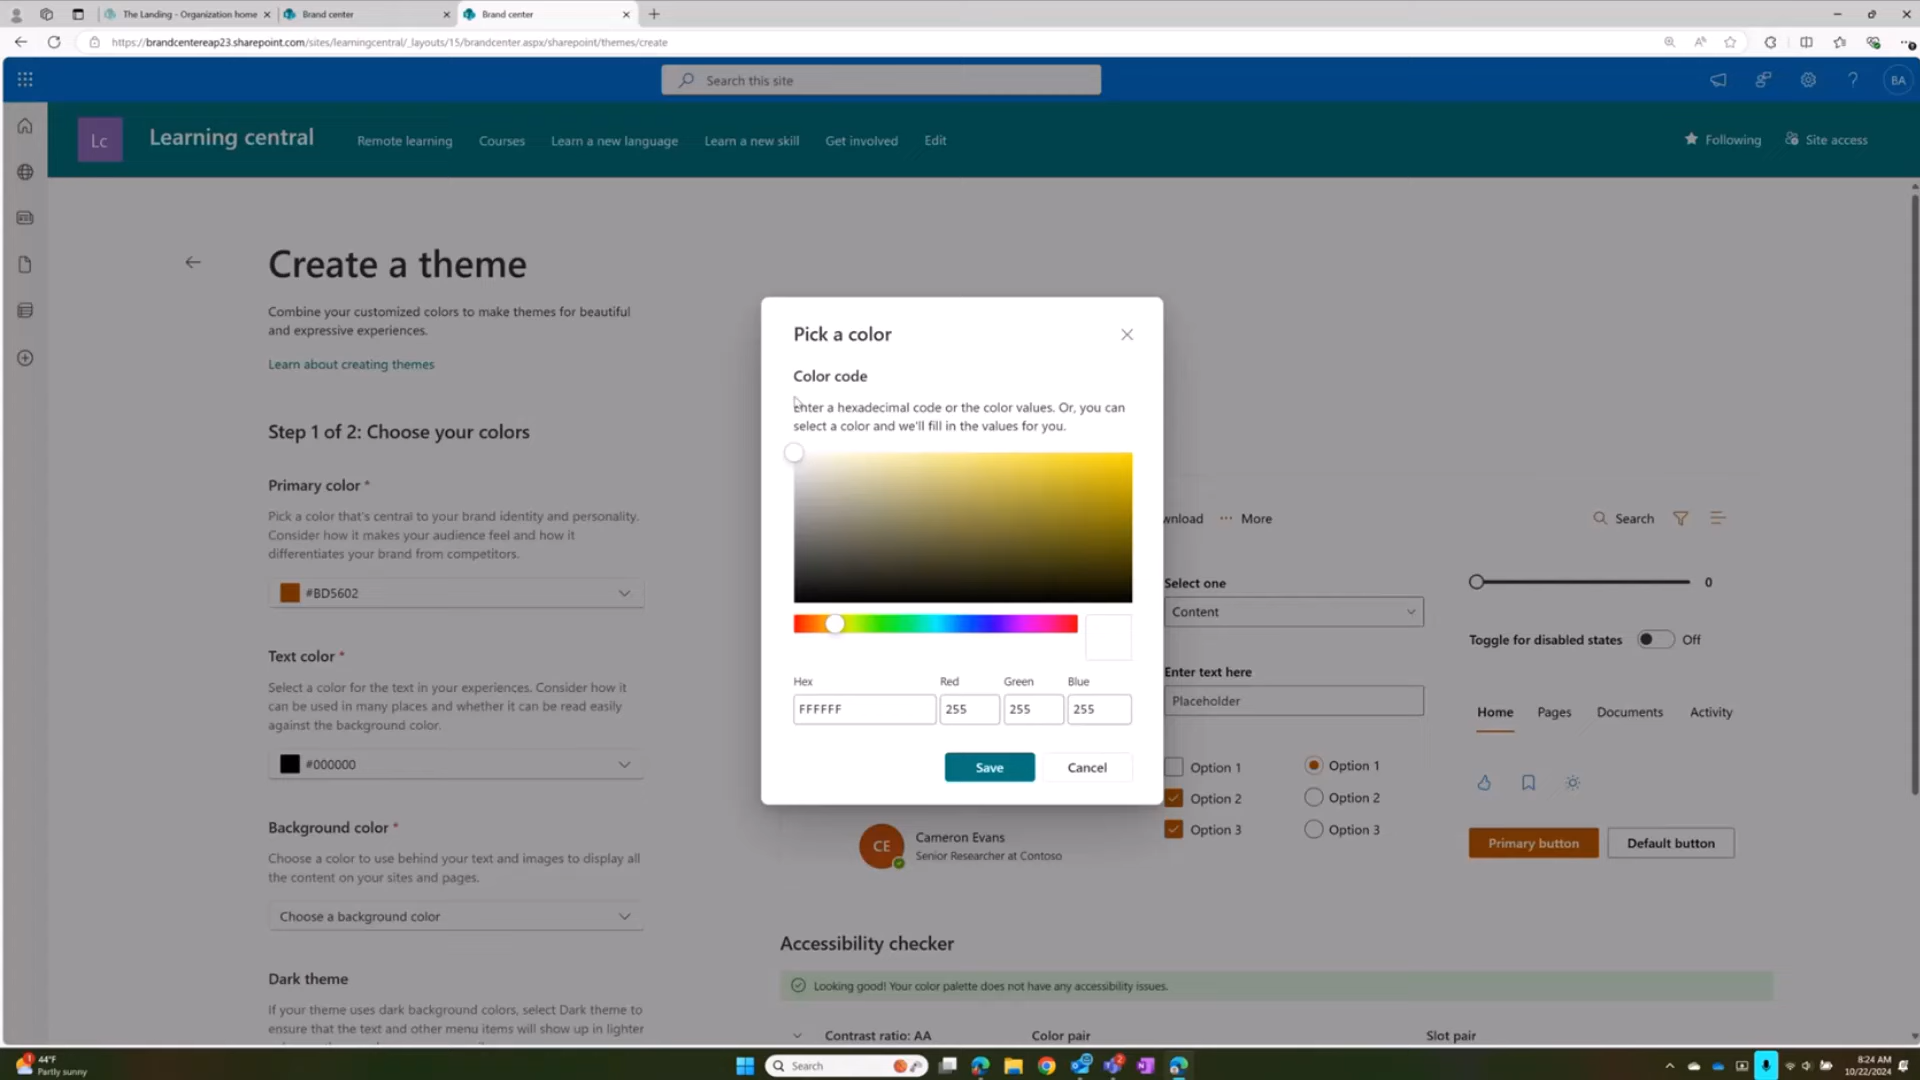 The Landing - Organization home
Brand center
Brand center
https://brandcentereap23.sharepoint.com/sites/learningcentral/_layouts/15/brandcenter.aspx/sharepoint/themes/create
Search this site
BA
Lc
Learning central
Remote learning
Courses
Learn a new language
Learn a new skill
Get involved
Edit
Following
Site access
Create a theme
Combine your customized colors to make themes for beautiful
and expressive experiences.
Learn about creating themes
Step 1 of 2: Choose your colors
Primary color *
Pick a color that's central to your brand identity and personality.
Consider how it makes your audience feel and how it
differentiates your brand from competitors.
#BD5602
Text color *
Select a color for the text in your experiences. Consider how it
can be used in many places and whether it can be read easily
against the background color.
#000000
Background color *
Choose a color to use behind your text and images to display all
the content on your sites and pages.
Choose a background color
Dark theme
If your theme uses dark background colors, select Dark theme to
ensure that the text and other menu items will show up in lighter
Pick a color
Color code
Enter a hexadecimal code or the color values. Or, you can
select a color and we'll fill in the values for you.
Hex
Red
Green
Blue
FFFFFF
255
255
255
Save
Cancel
wnload
More
Search
Select one
Content
0
Toggle for disabled states
Off
Enter text here
Placeholder
Home
Pages
Documents
Activity
Option 1
Option 2
Option 3
Option 1
Option 2
Option 3
CE
Cameron Evans
Senior Researcher at Contoso
Primary button
Default button
Accessibility checker
Looking good! Your color palette does not have any accessibility issues.
Contrast ratio: AA
Color pair
Slot pair
44°F
Partly sunny
Search
8:24 AM
10/22/2024